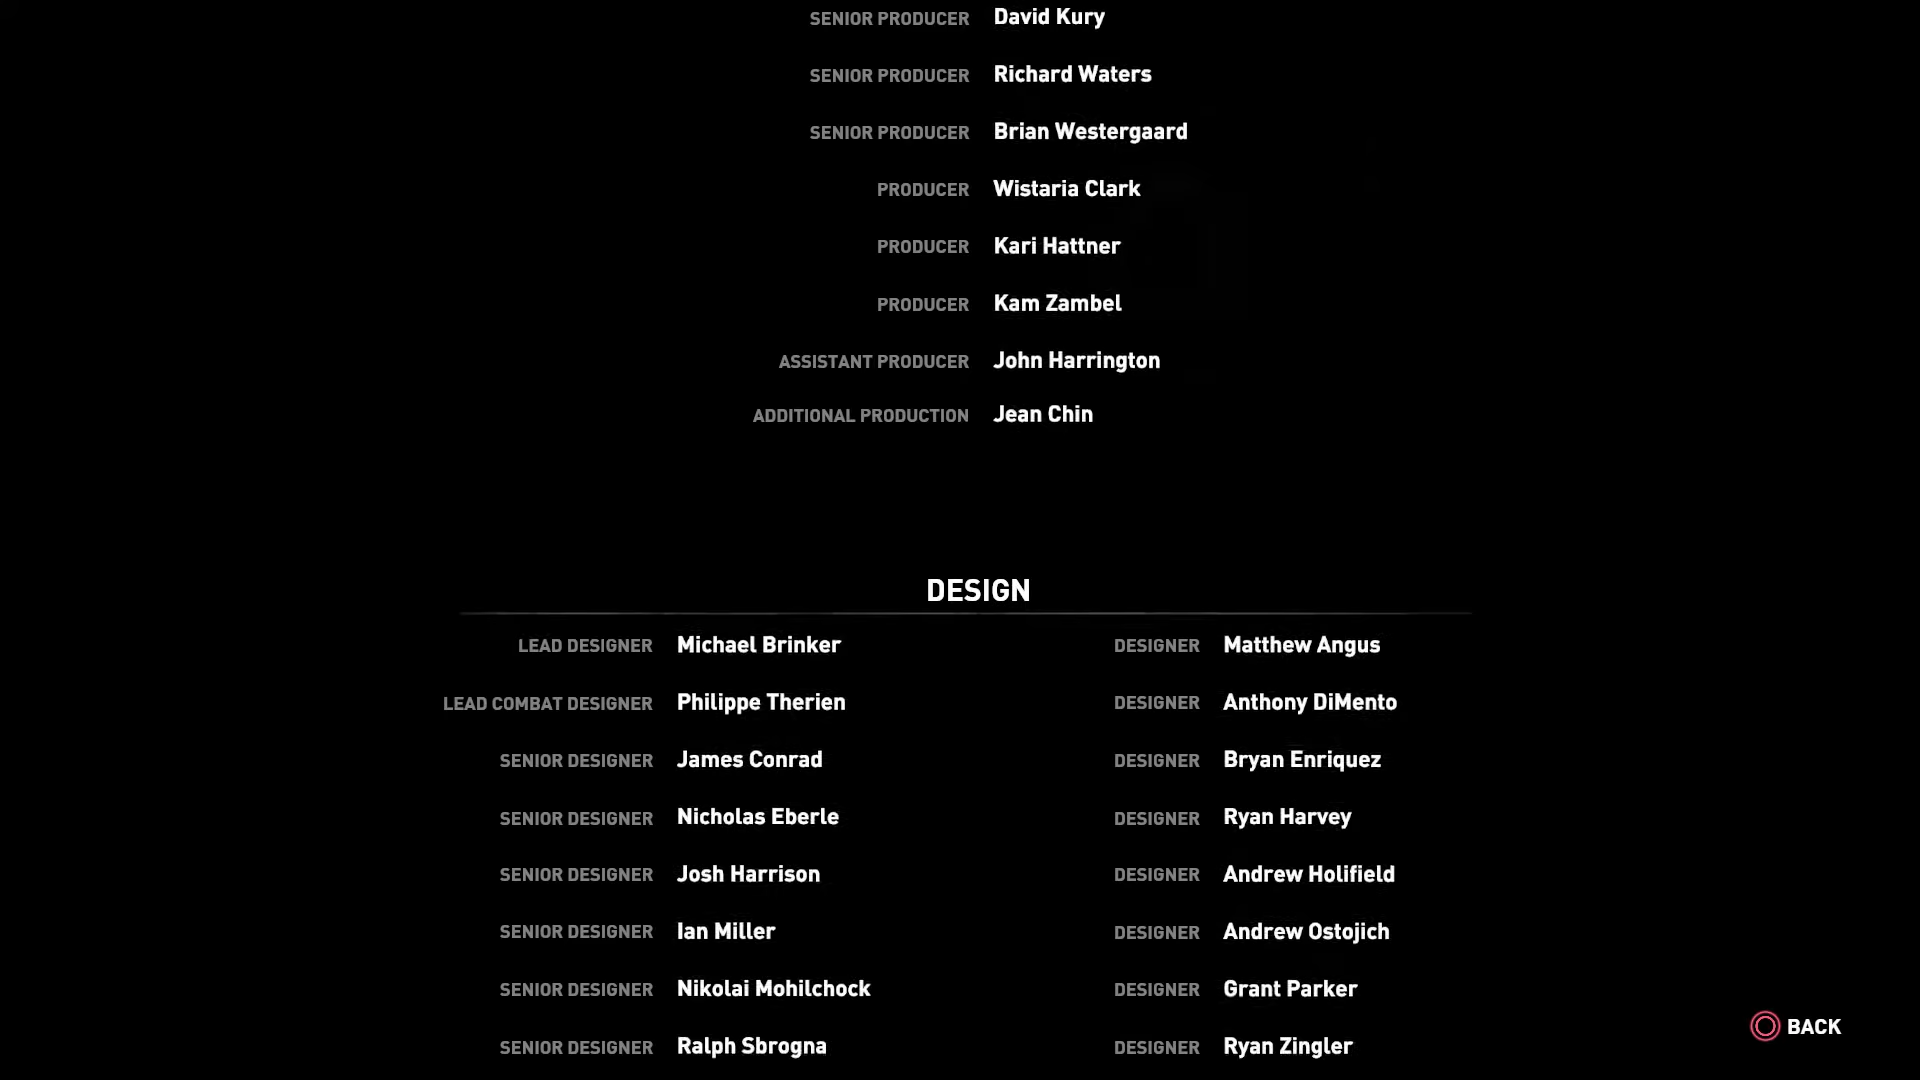 SENIOR PRODUCER David Kury
SENIOR PRODUCER Richard Waters
SENIOR PRODUCER Brian Westergaard
PRODUCER Wistaria Clark
PRODUCER Kari Hattner
PRODUCER Kam Zambel
ASSISTANT PRODUCER John Harrington
ADDITIONAL PRODUCTION Jean Chin
DESIGN
LEAD DESIGNER Michael Brinker
LEAD COMBAT DESIGNER Philippe Therien
SENIOR DESIGNER James Conrad
SENIOR DESIGNER Nicholas Eberle
SENIOR DESIGNER Josh Harrison
SENIOR DESIGNER Ian Miller
SENIOR DESIGNER Nikolai Mohilchock
SENIOR DESIGNER Ralph Sbrogna
DESIGNER Matthew Angus
DESIGNER Anthony DiMento
DESIGNER Bryan Enriquez
DESIGNER Ryan Harvey
DESIGNER Andrew Holifield
DESIGNER Andrew Ostojich
DESIGNER Grant Parker
DESIGNER Ryan Zingler
BACK